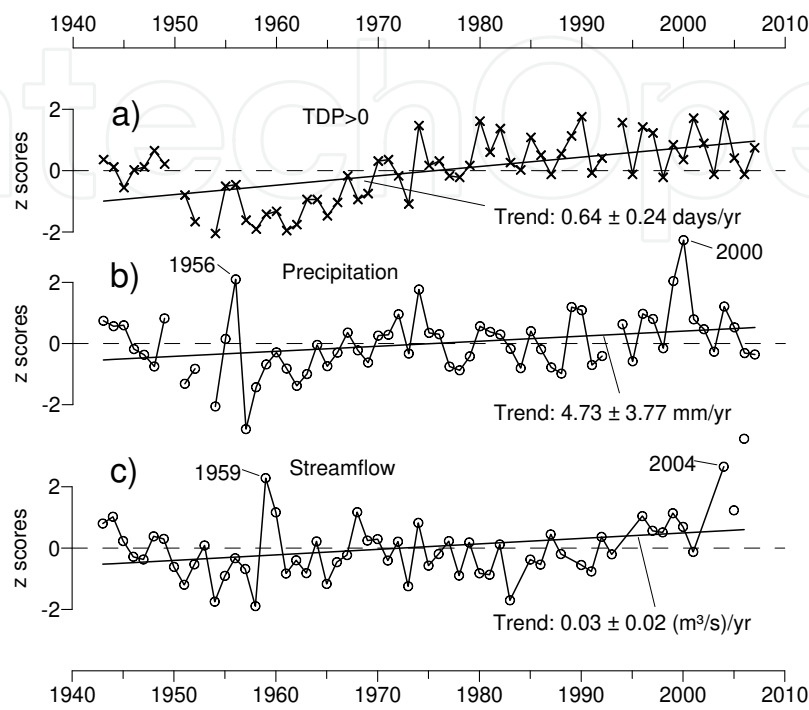 1940 1950 1960 1970 1980 1990 2000 2010
ntechOpe
a)
TDP>0
2
0
-2
z scores
Trend: 0.64 ± 0.24 days/yr
b)
1956
Precipitation
2000
2
0
-2
z scores
Trend: 4.73 ± 3.77 mm/yr
c)
1959
Streamflow
2004
2
0
-2
z scores
Trend: 0.03 ± 0.02 (m³/s)/yr
1940 1950 1960 1970 1980 1990 2000 2010